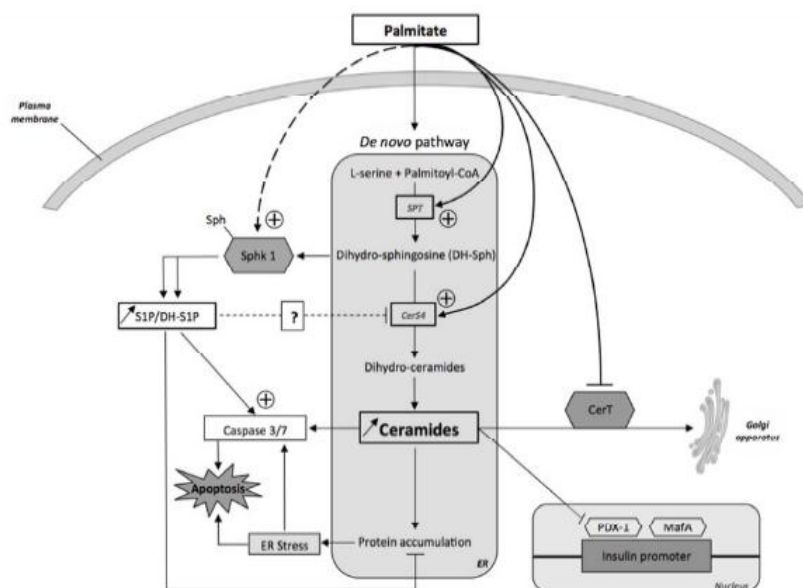 Palmitate
Plasma
membrane
De novo pathway
L-serine + Palmitoyl-CoA
SPT
+
Sph
+
Sphk 1
Dihydro-sphingosine (DH-Sph)
+
S1P/DH-S1P
?
CerS4
Dihydro-ceramides
+
CerT
Caspase 3/7
Ceramides
Golgi
apparatus
Apoptosis
PDX-1
MafA
ER Stress
Protein accumulation
Insulin promoter
ER
Nucleus